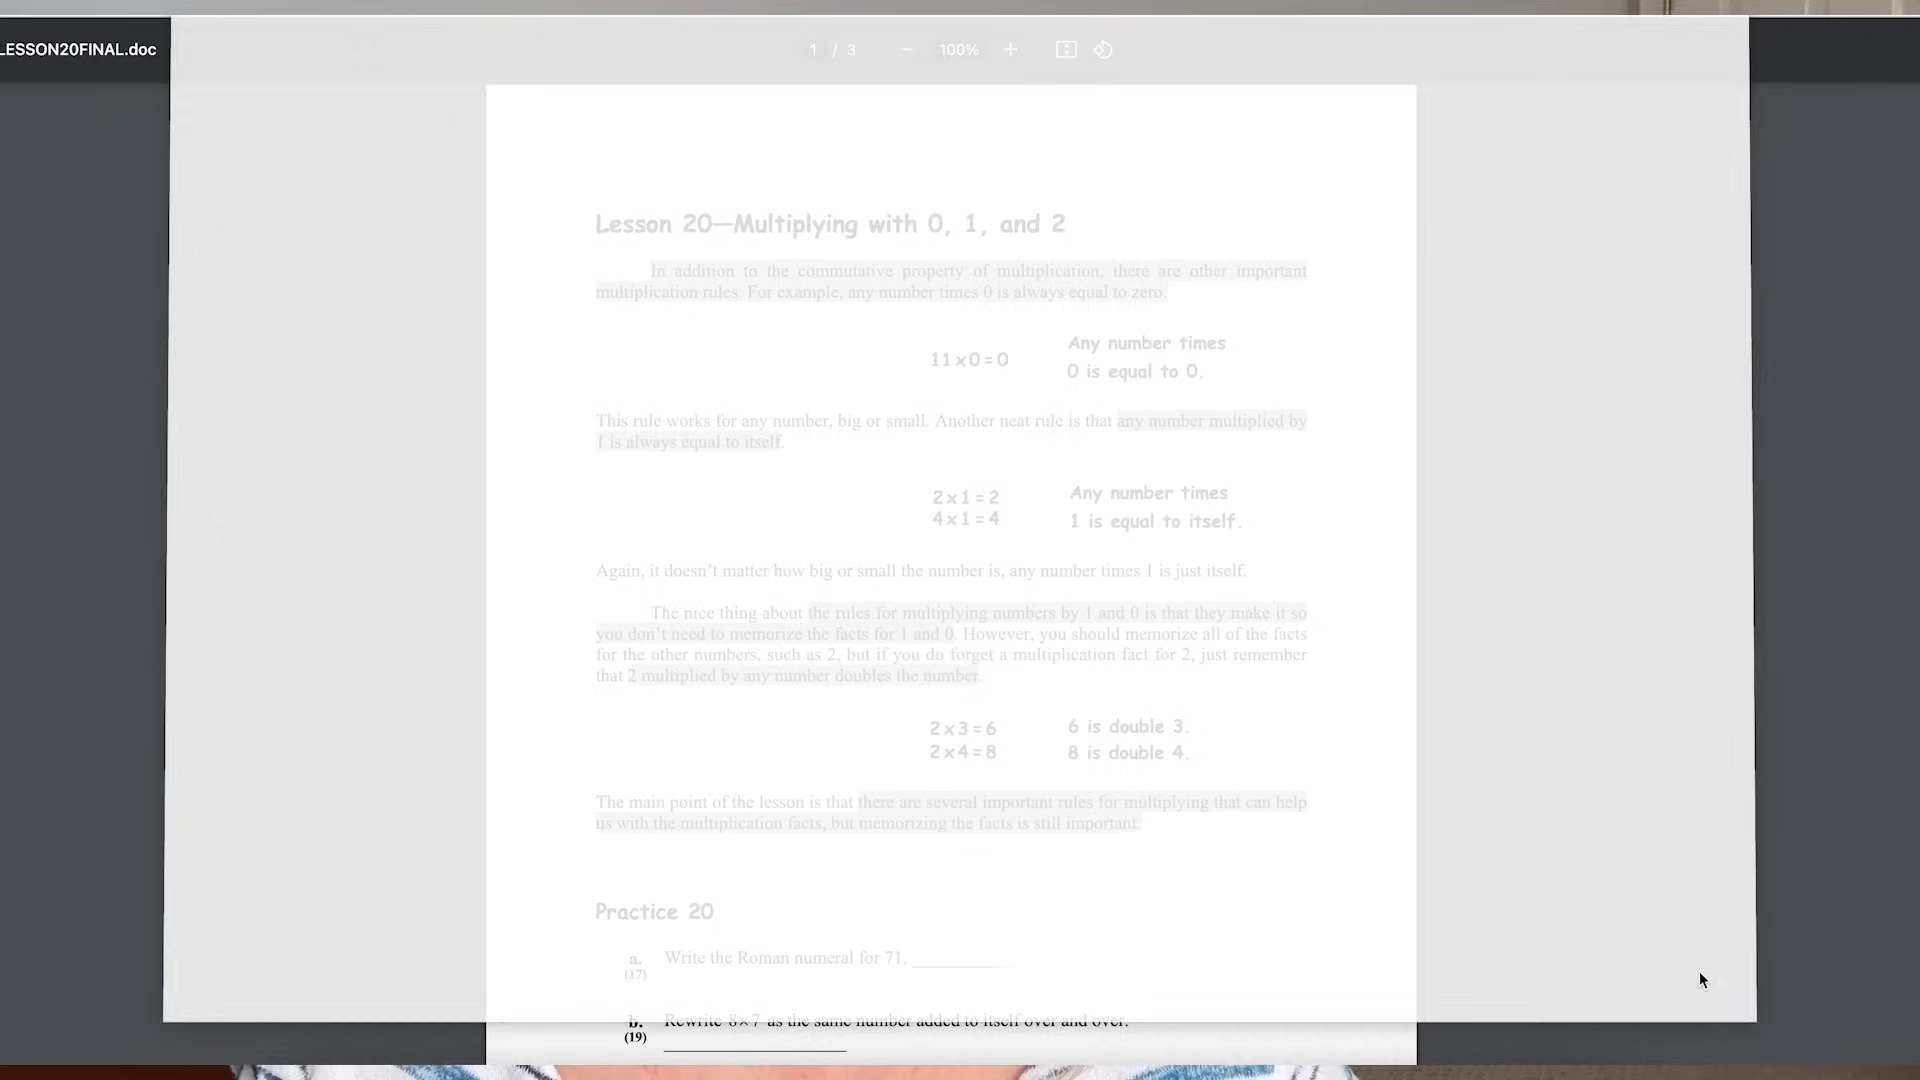 LESSON20FINAL.doc
1 / 3 − 100% +
Lesson 20—Multiplying with 0, 1, and 2
In addition to the commutative property of multiplication, there are other important
multiplication rules. For example, any number times 0 is always equal to zero.
11 x 0 = 0
Any number times
0 is equal to 0.
This rule works for any number, big or small. Another neat rule is that any number multiplied by
1 is always equal to itself.
2 x 1 = 2
4 x 1 = 4
Any number times
1 is equal to itself.
Again, it doesn't matter how big or small the number is, any number times 1 is just itself.
The nice thing about the rules for multiplying numbers by 1 and 0 is that they make it so
you don't need to memorize the facts for 1 and 0. However, you should memorize all of the facts
for the other numbers, such as 2, but if you do forget a multiplication fact for 2, just remember
that 2 multiplied by any number doubles the number.
2 x 3 = 6
2 x 4 = 8
6 is double 3.
8 is double 4.
The main point of the lesson is that there are several important rules for multiplying that can help
us with the multiplication facts, but memorizing the facts is still important.
Practice 20
a. Write the Roman numeral for 71. __________
(17)
b. Rewrite 8×7 as the same number added to itself over and over.
(19) __________